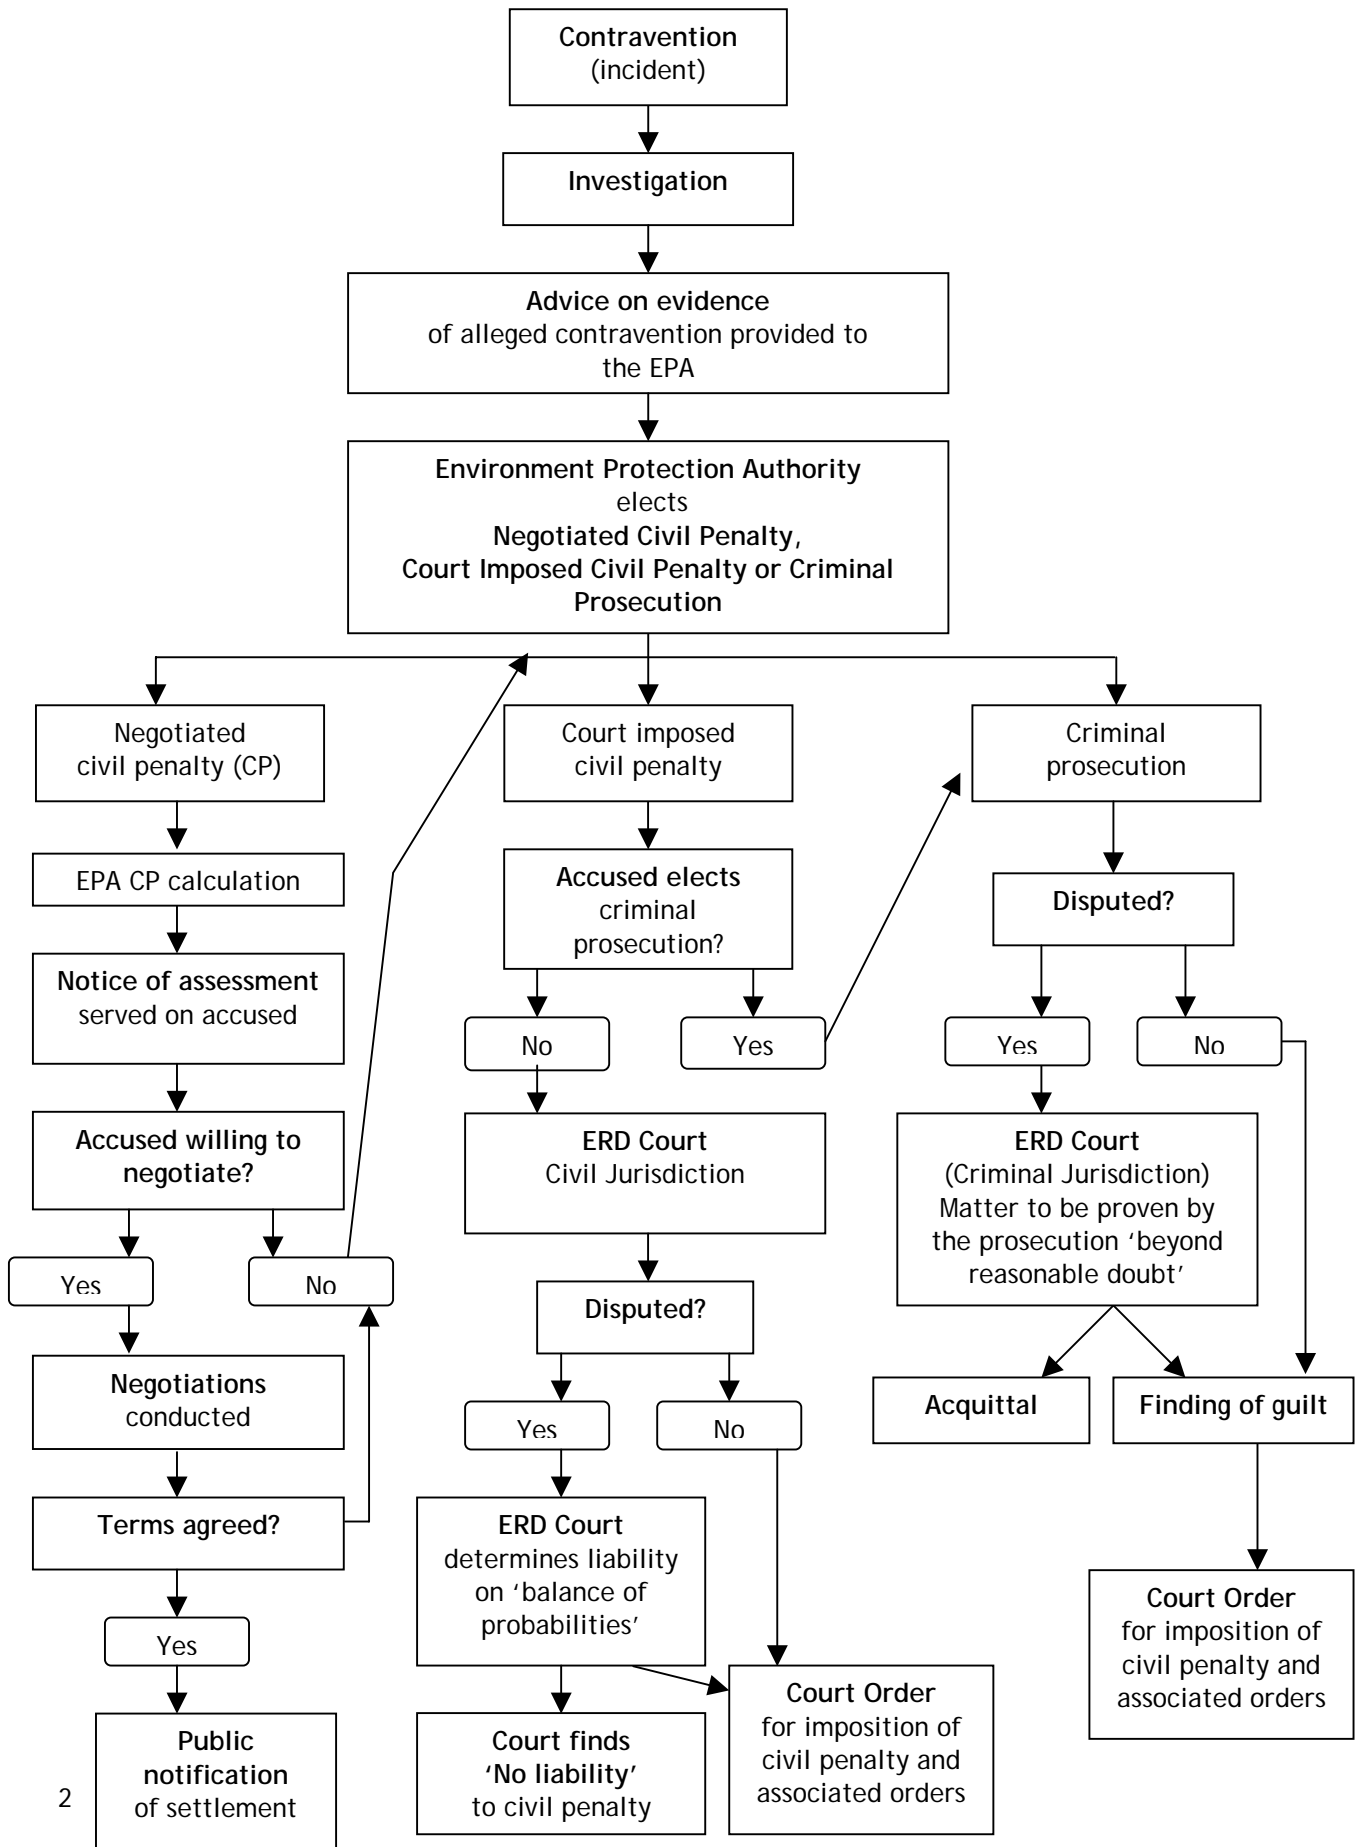 Contravention
(incident)
Investigation
Advice on evidence
of alleged contravention provided to
the EPA
Environment Protection Authority
elects
Negotiated Civil Penalty,
Court Imposed Civil Penalty or Criminal
Prosecution
Negotiated
civil penalty (CP)
EPA CP calculation
Notice of assessment
served on accused
Accused willing to
negotiate?
Yes
No
Negotiations
conducted
Terms agreed?
Yes
Public
notification
of settlement
Court imposed
civil penalty
Accused elects
criminal
prosecution?
No
Yes
ERD Court
Civil Jurisdiction
Disputed?
Yes
No
ERD Court
determines liability
on ‘balance of
probabilities’
Court finds
‘No liability’
to civil penalty
Court Order
for imposition of
civil penalty and
associated orders
Criminal
prosecution
Disputed?
Yes
No
ERD Court
(Criminal Jurisdiction)
Matter to be proven by
the prosecution ‘beyond
reasonable doubt’
Acquittal
Finding of guilt
Court Order
for imposition of
civil penalty and
associated orders
2